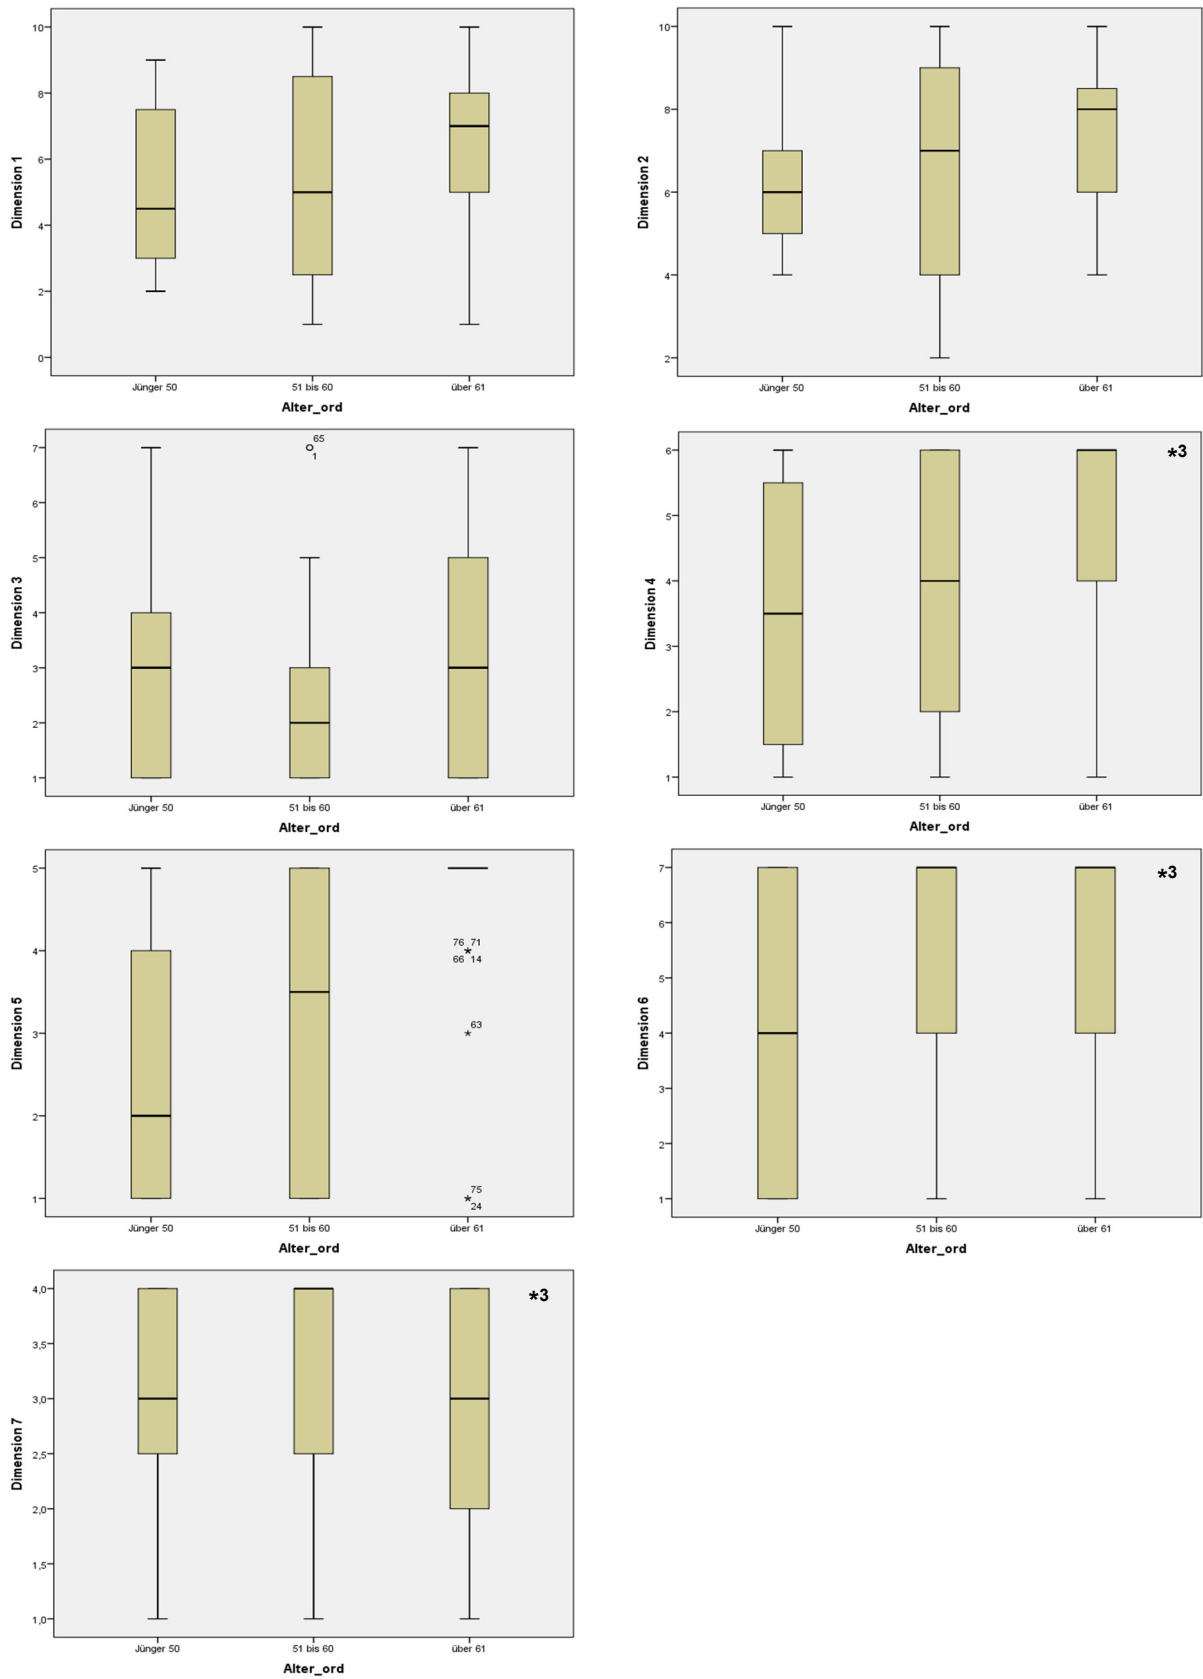 10
8
6
4
2
0
Dimension 1
Jünger 50
51 bis 60
über 61
Alter_ord
10
8
6
4
2
Dimension 2
Jünger 50
51 bis 60
über 61
Alter_ord
7
6
5
4
3
2
1
Dimension 3
65
1
Jünger 50
51 bis 60
über 61
Alter_ord
6
5
4
3
2
1
Dimension 4
*3
Jünger 50
51 bis 60
über 61
Alter_ord
5
4
3
2
1
Dimension 5
76 71
66 14
63
75
24
Jünger 50
51 bis 60
über 61
Alter_ord
7
6
5
4
3
2
1
Dimension 6
*3
Jünger 50
51 bis 60
über 61
Alter_ord
4,0
3,5
3,0
2,5
2,0
1,5
1,0
Dimension 7
*3
Jünger 50
51 bis 60
über 61
Alter_ord